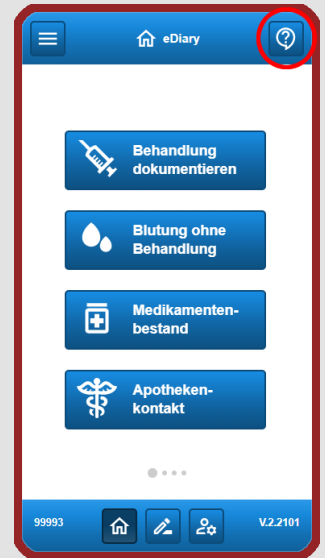 eDiary
Behandlung
dokumentieren
Blutung ohne
Behandlung
Medikamenten-
bestand
Apotheken-
kontakt
99993
V.2.2101